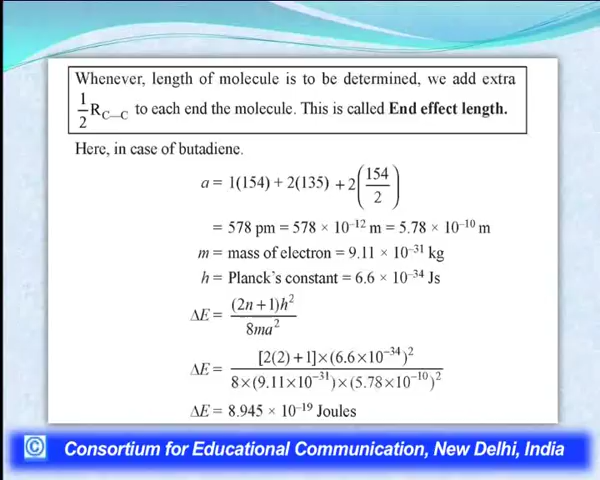 Whenever, length of molecule is to be determined, we add extra
1/2 R_C—C to each end the molecule. This is called End effect length.
Here, in case of butadiene.
a = 1(154) + 2(135) + 2(154/2)
= 578 pm = 578 × 10⁻¹² m = 5.78 × 10⁻¹⁰ m
m = mass of electron = 9.11 × 10⁻³¹ kg
h = Planck's constant = 6.6 × 10⁻³⁴ Js
ΔE = (2n + 1)h² / 8ma²
ΔE = [2(2) + 1]×(6.6×10⁻³⁴)² / 8×(9.11×10⁻³¹)×(5.78×10⁻¹⁰)²
ΔE = 8.945 × 10⁻¹⁹ Joules
© Consortium for Educational Communication, New Delhi, India